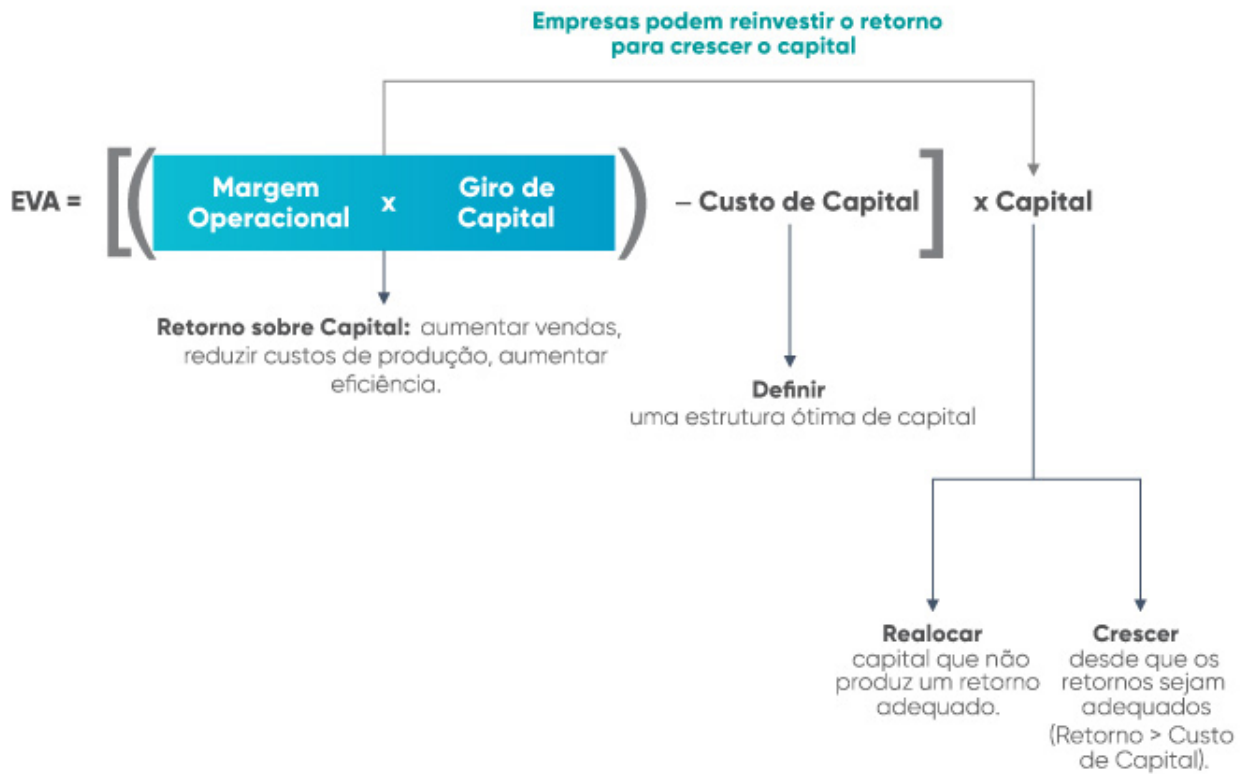 Empresas podem reinvestir o retorno
para crescer o capital
EVA = [( Margem Operacional x Giro de Capital ) – Custo de Capital ] x Capital
Retorno sobre Capital: aumentar vendas,
reduzir custos de produção, aumentar
eficiência.
Definir
uma estrutura ótima de capital
Realocar
capital que não
produz um retorno
adequado.
Crescer
desde que os
retornos sejam
adequados
(Retorno > Custo
de Capital).